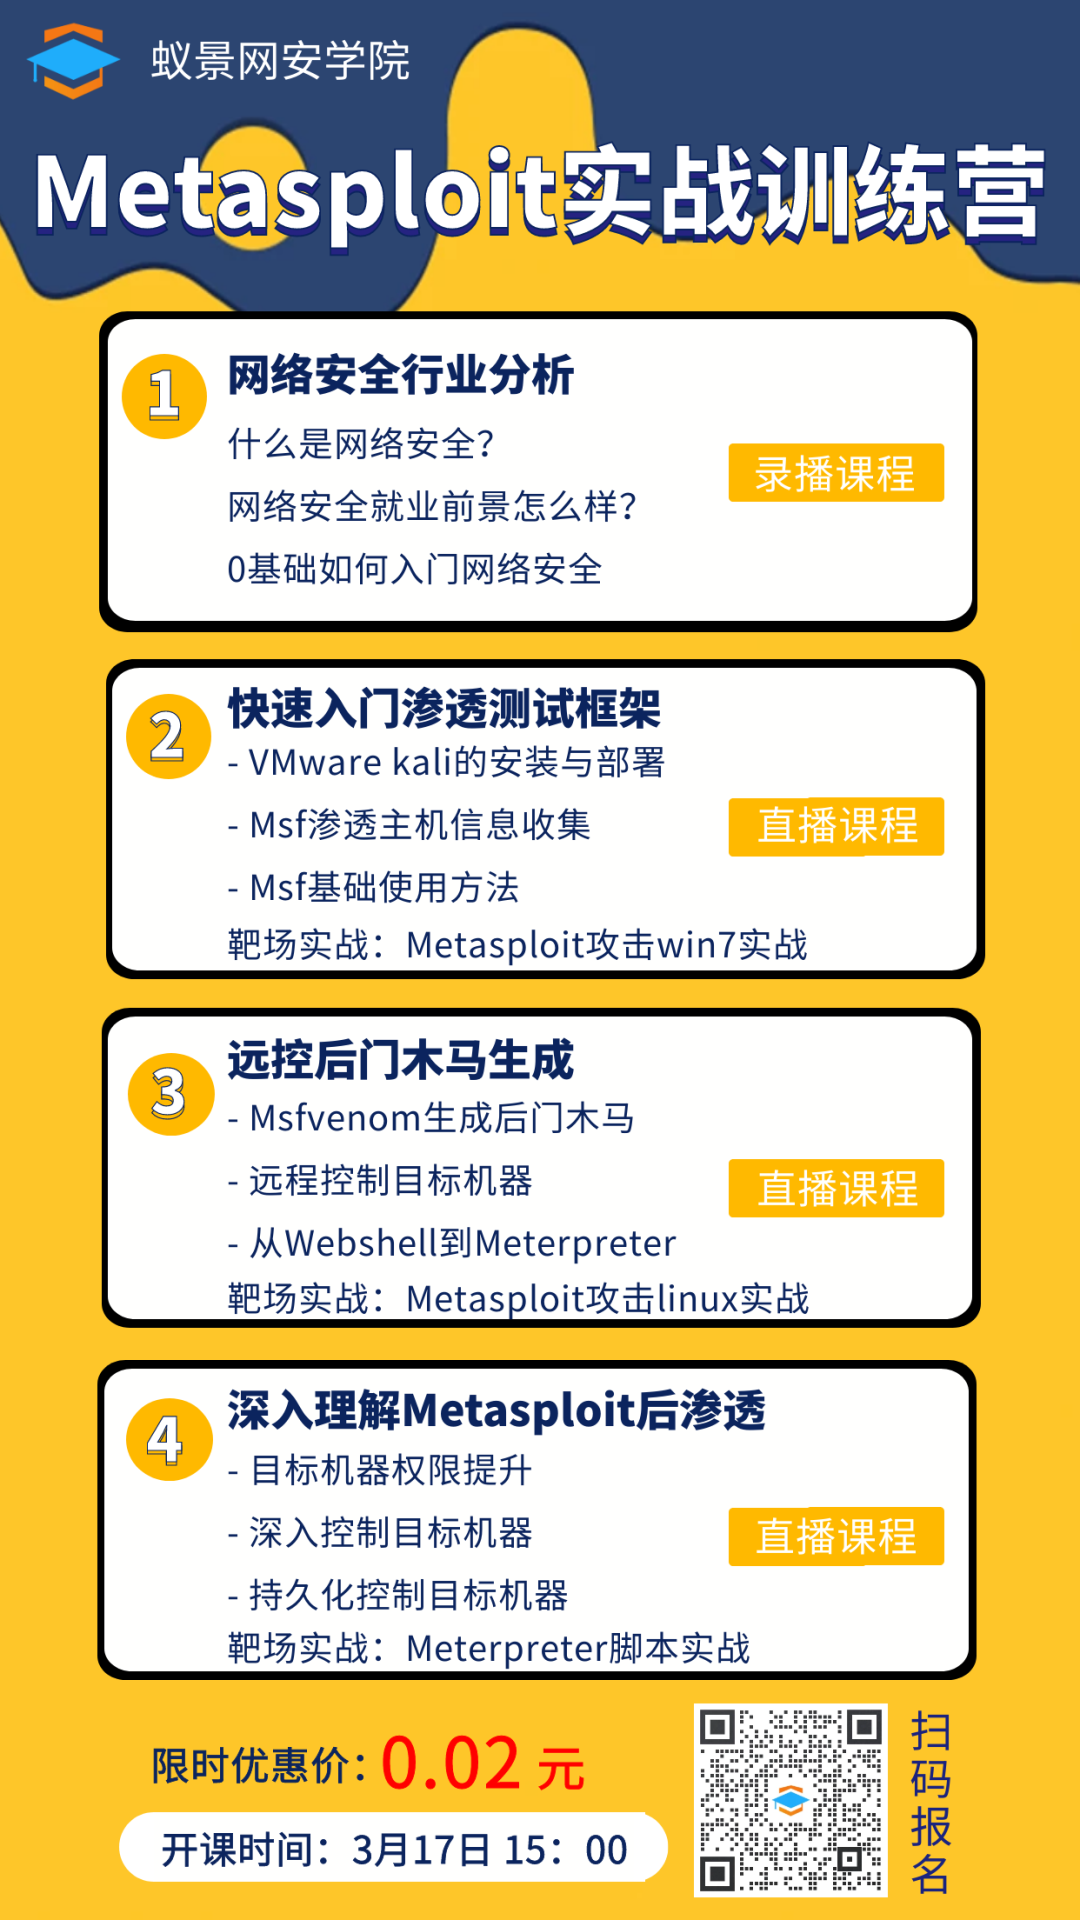 蚁景网安学院
Metasploit实战训练营
1
网络安全行业分析
什么是网络安全？
网络安全就业前景怎么样？
0基础如何入门网络安全
录播课程
2
快速入门渗透测试框架
- VMware kali的安装与部署
- Msf渗透主机信息收集
- Msf基础使用方法
靶场实战：Metasploit攻击win7实战
直播课程
3
远控后门木马生成
- Msfvenom生成后门木马
- 远程控制目标机器
- 从Webshell到Meterpreter
靶场实战：Metasploit攻击linux实战
直播课程
4
深入理解Metasploit后渗透
- 目标机器权限提升
- 深入控制目标机器
- 持久化控制目标机器
靶场实战：Meterpreter脚本实战
直播课程
限时优惠价：0.02 元
开课时间：3月17日 15：00
扫码报名